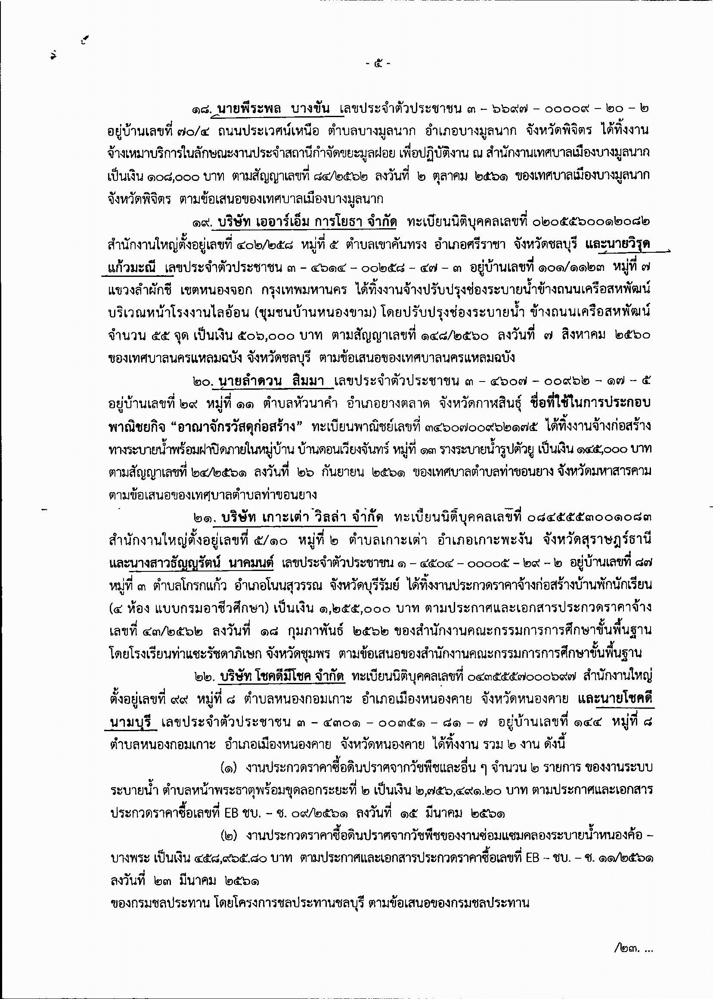 - ๕ -
๑๘. นายพีระพล บางขัน เลขประจำตัวประชาชน ๓ - ๖๖๙๗ - ๐๐๐๐๙ - ๒๐ - ๒
อยู่บ้านเลขที่ ๗๐/๔ ถนนประเวศน์เหนือ ตำบลบางมูลนาก อำเภอบางมูลนาก จังหวัดพิจิตร ได้ทิ้งงาน
จ้างเหมาบริการในลักษณะงานประจำสถานีกำจัดขยะมูลฝอย เพื่อปฏิบัติงาน ณ สำนักงานเทศบาลเมืองบางมูลนาก
เป็นเงิน ๑๐๘,๐๐๐ บาท ตามสัญญาเลขที่ ๘๔/๒๕๖๒ ลงวันที่ ๒ ตุลาคม ๒๕๖๑ ของเทศบาลเมืองบางมูลนาก
จังหวัดพิจิตร ตามข้อเสนอของเทศบาลเมืองบางมูลนาก
๑๙. บริษัท เออาร์เอ็ม การโยธา จำกัด ทะเบียนนิติบุคคลเลขที่ ๐๒๐๕๕๖๐๐๑๒๐๘๒
สำนักงานใหญ่ตั้งอยู่เลขที่ ๔๐๒/๒๕๘ หมู่ที่ ๕ ตำบลเขาคันทรง อำเภอศรีราชา จังหวัดชลบุรี และนายวิรุด
แก้วมะณี เลขประจำตัวประชาชน ๓ - ๔๖๑๔ - ๐๐๒๕๘ - ๔๗ - ๓ อยู่บ้านเลขที่ ๑๐๑/๑๑๒๓ หมู่ที่ ๗
แขวงลำผักชี เขตหนองจอก กรุงเทพมหานคร ได้ทิ้งงานจ้างปรับปรุงช่องระบายน้ำข้างถนนเครือสหพัฒน์
บริเวณหน้าโรงงานไลอ้อน (ชุมชนบ้านหนองขาม) โดยปรับปรุงช่องระบายน้ำ ข้างถนนเครือสหพัฒน์
จำนวน ๕๕ จุด เป็นเงิน ๕๐๖,๐๐๐ บาท ตามสัญญาเลขที่ ๑๔๘/๒๕๖๐ ลงวันที่ ๗ สิงหาคม ๒๕๖๐
ของเทศบาลนครแหลมฉบัง จังหวัดชลบุรี ตามข้อเสนอของเทศบาลนครแหลมฉบัง
๒๐. นายลำดวน สิมมา เลขประจำตัวประชาชน ๓ - ๔๖๐๗ - ๐๐๙๖๒ - ๑๗ - ๕
อยู่บ้านเลขที่ ๒๙ หมู่ที่ ๑๑ ตำบลหัวนาคำ อำเภอยางตลาด จังหวัดกาฬสินธุ์ ชื่อที่ใช้ในการประกอบ
พาณิชยกิจ “อาณาจักรวัสดุก่อสร้าง” ทะเบียนพาณิชย์เลขที่ ๓๔๖๐๗๐๐๙๖๒๑๗๕ ได้ทิ้งงานจ้างก่อสร้าง
ทางระบายน้ำพร้อมฝาปิดภายในหมู่บ้าน บ้านดอนเวียงจันทร์ หมู่ที่ ๑๓ รางระบายน้ำรูปตัวยู เป็นเงิน ๑๔๕,๐๐๐ บาท
ตามสัญญาเลขที่ ๒๔/๒๕๖๑ ลงวันที่ ๒๖ กันยายน ๒๕๖๑ ของเทศบาลตำบลท่าขอนยาง จังหวัดมหาสารคาม
ตามข้อเสนอของเทศบาลตำบลท่าขอนยาง
๒๑. บริษัท เกาะเต่า วิลล่า จำกัด ทะเบียนนิติบุคคลเลขที่ ๐๘๔๕๕๕๓๐๐๑๐๘๓
สำนักงานใหญ่ตั้งอยู่เลขที่ ๕/๑๐ หมู่ที่ ๒ ตำบลเกาะเต่า อำเภอเกาะพะงัน จังหวัดสุราษฎร์ธานี
และนางสาวธัญญรัตน์ นาคมนต์ เลขประจำตัวประชาชน ๑ - ๔๕๐๔ - ๐๐๐๐๕ - ๒๙ - ๒ อยู่บ้านเลขที่ ๘๗
หมู่ที่ ๓ ตำบลโกรกแก้ว อำเภอโนนสุวรรณ จังหวัดบุรีรัมย์ ได้ทิ้งงานประกวดราคาจ้างก่อสร้างบ้านพักนักเรียน
(๔ ห้อง แบบกรมอาชีวศึกษา) เป็นเงิน ๑,๒๕๕,๐๐๐ บาท ตามประกาศและเอกสารประกวดราคาจ้าง
เลขที่ ๔๓/๒๕๖๒ ลงวันที่ ๑๘ กุมภาพันธ์ ๒๕๖๒ ของสำนักงานคณะกรรมการการศึกษาขั้นพื้นฐาน
โดยโรงเรียนท่าแซะรัชดาภิเษก จังหวัดชุมพร ตามข้อเสนอของสำนักงานคณะกรรมการการศึกษาขั้นพื้นฐาน
๒๒. บริษัท โชคดีมีโชค จำกัด ทะเบียนนิติบุคคลเลขที่ ๐๔๓๕๕๕๗๐๐๐๖๙๗ สำนักงานใหญ่
ตั้งอยู่เลขที่ ๙๙ หมู่ที่ ๘ ตำบลหนองกอมเกาะ อำเภอเมืองหนองคาย จังหวัดหนองคาย และนายโชคดี
นามบุรี เลขประจำตัวประชาชน ๓ - ๔๓๐๑ - ๐๐๓๕๑ - ๘๑ - ๗ อยู่บ้านเลขที่ ๑๔๔ หมู่ที่ ๘
ตำบลหนองกอมเกาะ อำเภอเมืองหนองคาย จังหวัดหนองคาย ได้ทิ้งงาน รวม ๒ งาน ดังนี้
(๑) งานประกวดราคาซื้อดินปราศจากวัชพืชและอื่น ๆ จำนวน ๒ รายการ ของงานระบบ
ระบายน้ำ ตำบลหน้าพระธาตุพร้อมขุดลอกระยะที่ ๒ เป็นเงิน ๒,๗๕๖,๔๙๑.๒๐ บาท ตามประกาศและเอกสาร
ประกวดราคาซื้อเลขที่ EB ชบ. - ซ. ๐๙/๒๕๖๑ ลงวันที่ ๑๕ มีนาคม ๒๕๖๑
(๒) งานประกวดราคาซื้อดินปราศจากวัชพืชของงานซ่อมแซมคลองระบายน้ำหนองค้อ -
บางพระ เป็นเงิน ๔๕๘,๙๖๕.๘๐ บาท ตามประกาศและเอกสารประกวดราคาซื้อเลขที่ EB - ชบ. - ซ. ๑๑/๒๕๖๑
ลงวันที่ ๒๓ มีนาคม ๒๕๖๑
ของกรมชลประทาน โดยโครงการชลประทานชลบุรี ตามข้อเสนอของกรมชลประทาน
/๒๓. ...